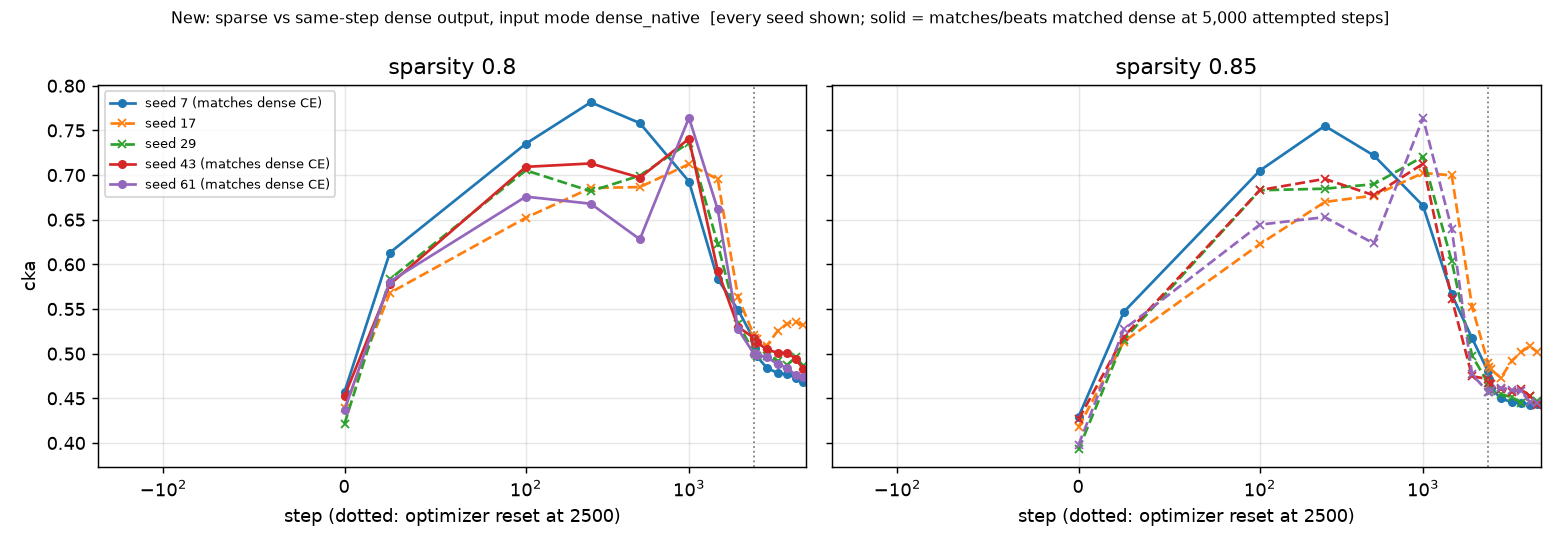 New: sparse vs same-step dense output, input mode dense_native  [every seed shown; solid = matches/beats matched dense at 5,000 attempted steps]
sparsity 0.8
sparsity 0.85
0.80
0.75
0.70
0.65
0.60
0.55
0.50
0.45
0.40
cka
seed 7 (matches dense CE)
seed 17
seed 29
seed 43 (matches dense CE)
seed 61 (matches dense CE)
−10² 0 10² 10³
−10² 0 10² 10³
step (dotted: optimizer reset at 2500)
step (dotted: optimizer reset at 2500)